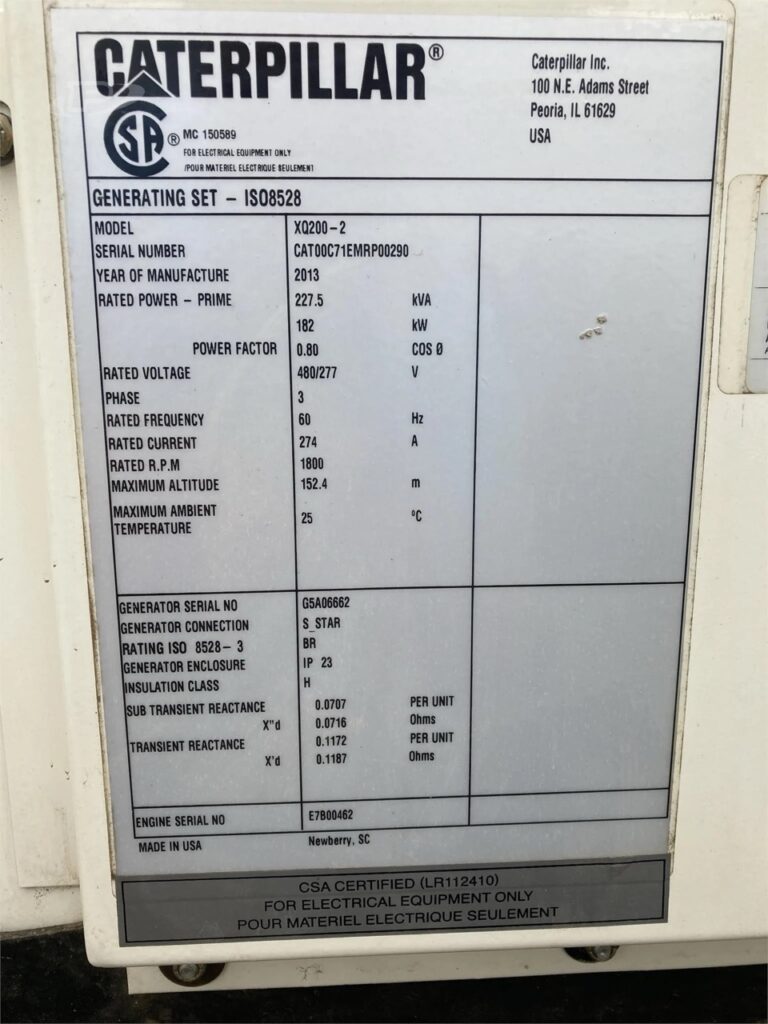 CATERPILLAR®
Caterpillar Inc.
100 N.E. Adams Street
Peoria, IL 61629
USA
CSA ® MC 150589
FOR ELECTRICAL EQUIPMENT ONLY
/POUR MATERIEL ELECTRIQUE SEULEMENT
GENERATING SET - ISO8528
MODEL XQ200-2
SERIAL NUMBER CAT00C71EMRP00290
YEAR OF MANUFACTURE 2013
RATED POWER - PRIME 227.5 kVA
182 kW
POWER FACTOR 0.80 COS Ø
RATED VOLTAGE 480/277 V
PHASE 3
RATED FREQUENCY 60 Hz
RATED CURRENT 274 A
RATED R.P.M 1800
MAXIMUM ALTITUDE 152.4 m
MAXIMUM AMBIENT
TEMPERATURE 25 ºC
GENERATOR SERIAL NO G5A06662
GENERATOR CONNECTION S_STAR
RATING ISO 8528-3 BR
GENERATOR ENCLOSURE IP 23
INSULATION CLASS H
SUB TRANSIENT REACTANCE 0.0707 PER UNIT
X"d 0.0716 Ohms
TRANSIENT REACTANCE 0.1172 PER UNIT
X'd 0.1187 Ohms
ENGINE SERIAL NO E7B00462
MADE IN USA Newberry, SC
CSA CERTIFIED (LR112410)
FOR ELECTRICAL EQUIPMENT ONLY
POUR MATERIEL ELECTRIQUE SEULEMENT